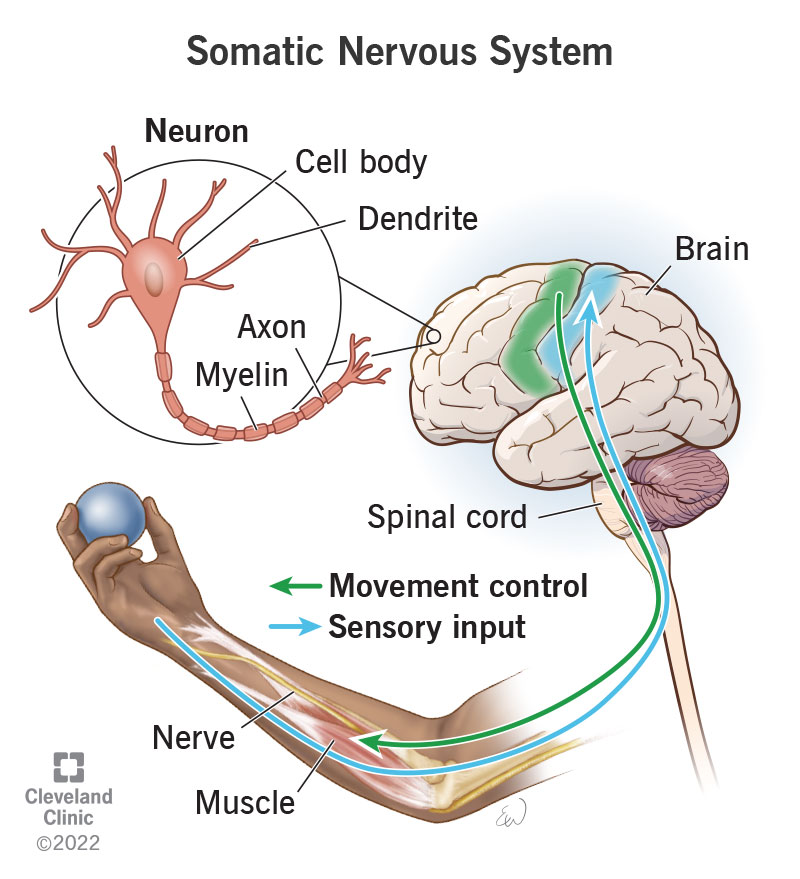 Somatic Nervous System
Neuron
Cell body
Dendrite
Brain
Axon
Myelin
Spinal cord
Movement control
Sensory input
Nerve
Muscle
Cleveland
Clinic
©2022